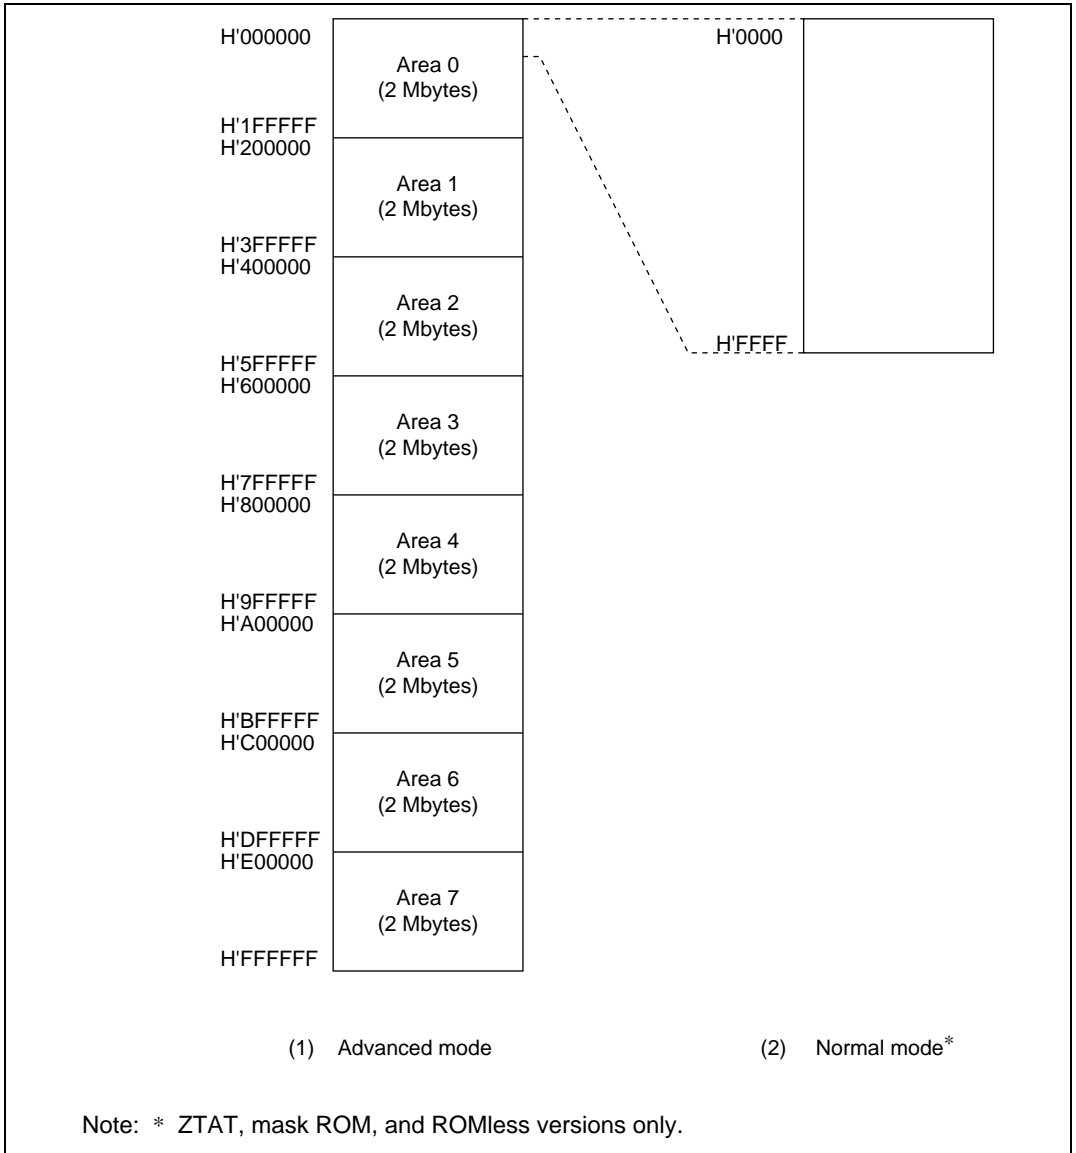 H'000000
H'0000
Area 0
(2 Mbytes)
H'1FFFFF
H'200000
Area 1
(2 Mbytes)
H'3FFFFF
H'400000
Area 2
(2 Mbytes)
H'FFFF
H'5FFFFF
H'600000
Area 3
(2 Mbytes)
H'7FFFFF
H'800000
Area 4
(2 Mbytes)
H'9FFFFF
H'A00000
Area 5
(2 Mbytes)
H'BFFFFF
H'C00000
Area 6
(2 Mbytes)
H'DFFFFF
H'E00000
Area 7
(2 Mbytes)
H'FFFFFF
(1) Advanced mode
(2) Normal mode*
Note: * ZTAT, mask ROM, and ROMless versions only.